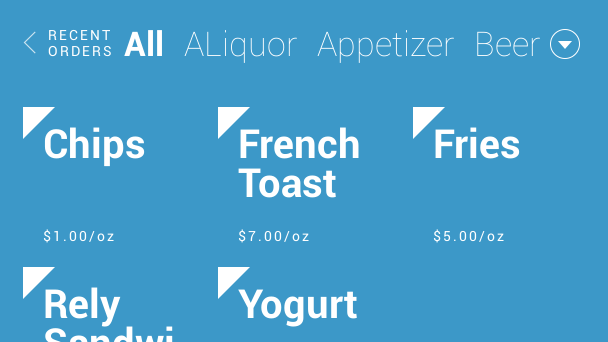 RECENT
ORDERS
All ALiquor Appetizer Beer
Chips
French
Toast
Fries
$1.00/oz
$7.00/oz
$5.00/oz
Rely
Yogurt
Sandwi